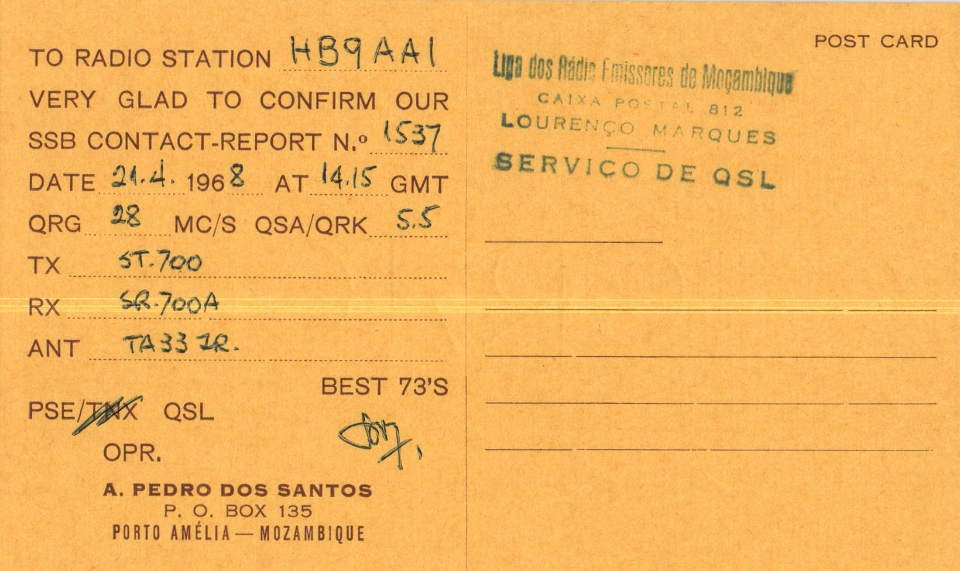 TO RADIO STATION HB9AAI
VERY GLAD TO CONFIRM OUR
SSB CONTACT-REPORT N.º 1537
DATE 21.4. 1968 AT 14.15 GMT
QRG 28 MC/S QSA/QRK 5.5
TX ST.700
RX SR-700A
ANT TA33 JR.
BEST 73'S
PSE/TNX QSL
OPR.
A. PEDRO DOS SANTOS
P. O. BOX 135
PORTO AMÉLIA — MOZAMBIQUE
POST CARD
Liga dos Rádio Emissores de Moçambique
CAIXA POSTAL 812
LOURENÇO MARQUES
SERVIÇO DE QSL